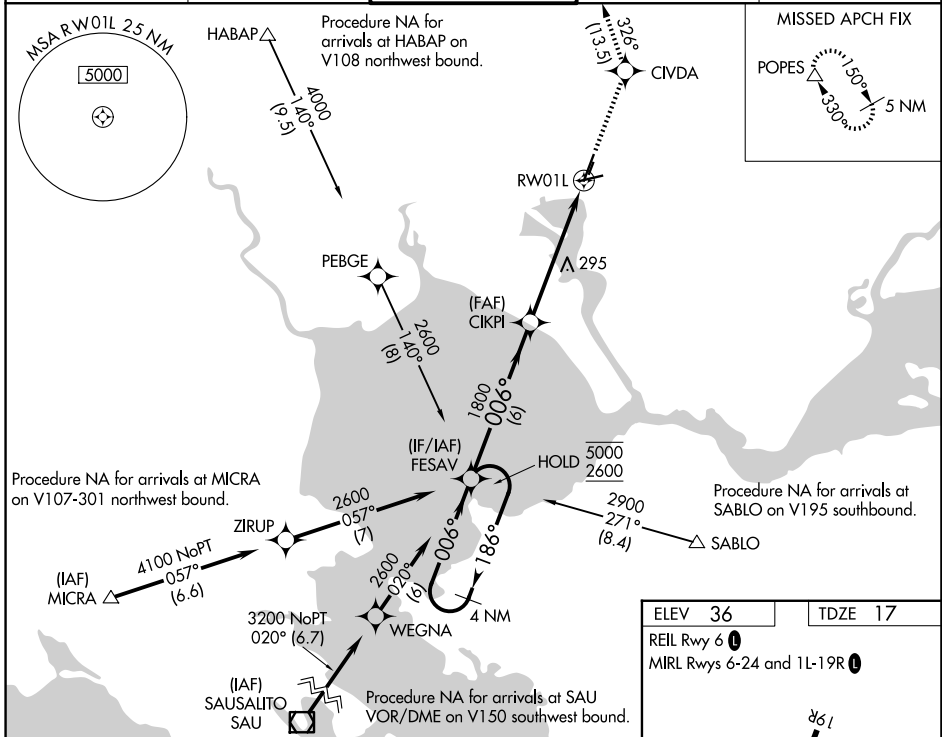 MSA RW01L 25 NM
5000
HABAP
Procedure NA for
arrivals at HABAP on
V108 northwest bound.
4000
140°
(9.5)
326°
(13.5)
CIVDA
MISSED APCH FIX
POPES
150°
330°
5 NM
RW01L
295
PEBGE
2600
140°
(8)
(FAF)
CIKPI
1800
006°
(6)
(IF/IAF)
FESAV
HOLD
5000
2600
Procedure NA for arrivals at MICRA
on V107-301 northwest bound.
2600
057°
(7)
ZIRUP
4100 NoPT
057°
(6.6)
(IAF)
MICRA
2900
271°
(8.4)
SABLO
Procedure NA for arrivals at
SABLO on V195 southbound.
006°
186°
4 NM
2600
020°
(6)
WEGNA
3200 NoPT
020° (6.7)
(IAF)
SAUSALITO
SAU
Procedure NA for arrivals at SAU
VOR/DME on V150 southwest bound.
ELEV 36
TDZE 17
REIL Rwy 6 L
MIRL Rwys 6-24 and 1L-19R L
19R